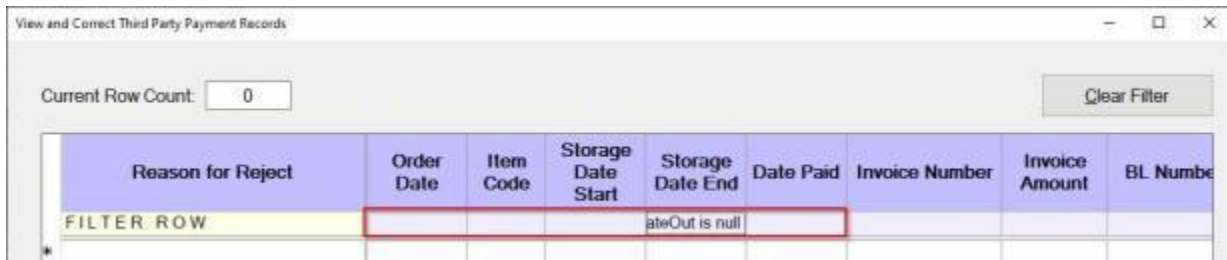 View and Correct Third Party Payment Records
Current Row Count: 0
Clear Filter
Reason for Reject
Order Date
Item Code
Storage Date Start
Storage Date End
Date Paid
Invoice Number
Invoice Amount
BL Numbe
FILTER ROW
ateOut is null
*